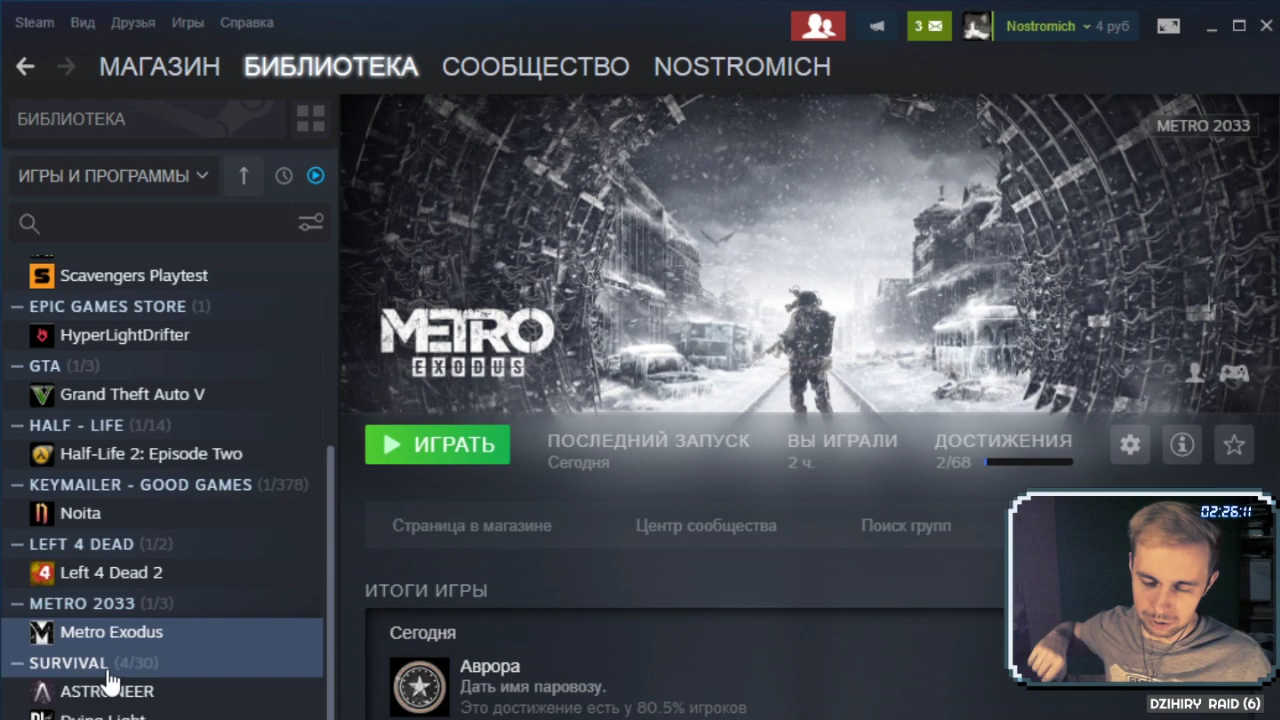 Steam Вид Друзья Игры Справка
3
Nostromich 4 руб
МАГАЗИН БИБЛИОТЕКА СООБЩЕСТВО NOSTROMICH
БИБЛИОТЕКА
METRO 2033
ИГРЫ И ПРОГРАММЫ
Scavengers Playtest
— EPIC GAMES STORE (1)
HyperLightDrifter
— GTA (1/3)
Grand Theft Auto V
— HALF - LIFE (1/14)
Half-Life 2: Episode Two
— KEYMAILER - GOOD GAMES (1/378)
Noita
— LEFT 4 DEAD (1/2)
Left 4 Dead 2
— METRO 2033 (1/3)
Metro Exodus
— SURVIVAL (4/30)
ASTRONEER
Dying Light
METRO
EXODUS
ИГРАТЬ
ПОСЛЕДНИЙ ЗАПУСК
Сегодня
ВЫ ИГРАЛИ
2 ч.
ДОСТИЖЕНИЯ
2/68
Страница в магазине Центр сообщества Поиск групп
ИТОГИ ИГРЫ
Сегодня
Аврора
Дать имя паровозу.
Это достижение есть у 80.5% игроков
02:26:11
DZIHIRY RAID (6)